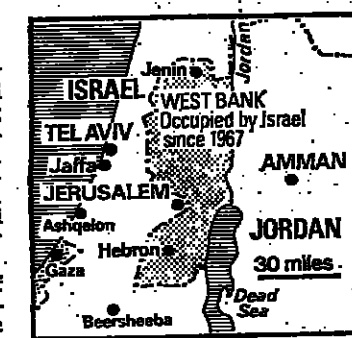 Jordan
Jenin
ISRAEL
WEST BANK
Occupied by Israel
since 1967
TEL AVIV
Jaffa
AMMAN
JERUSALEM
Ashqelon
JORDAN
Hebron
Gaza
30 miles
Dead
Sea
Beersheeba